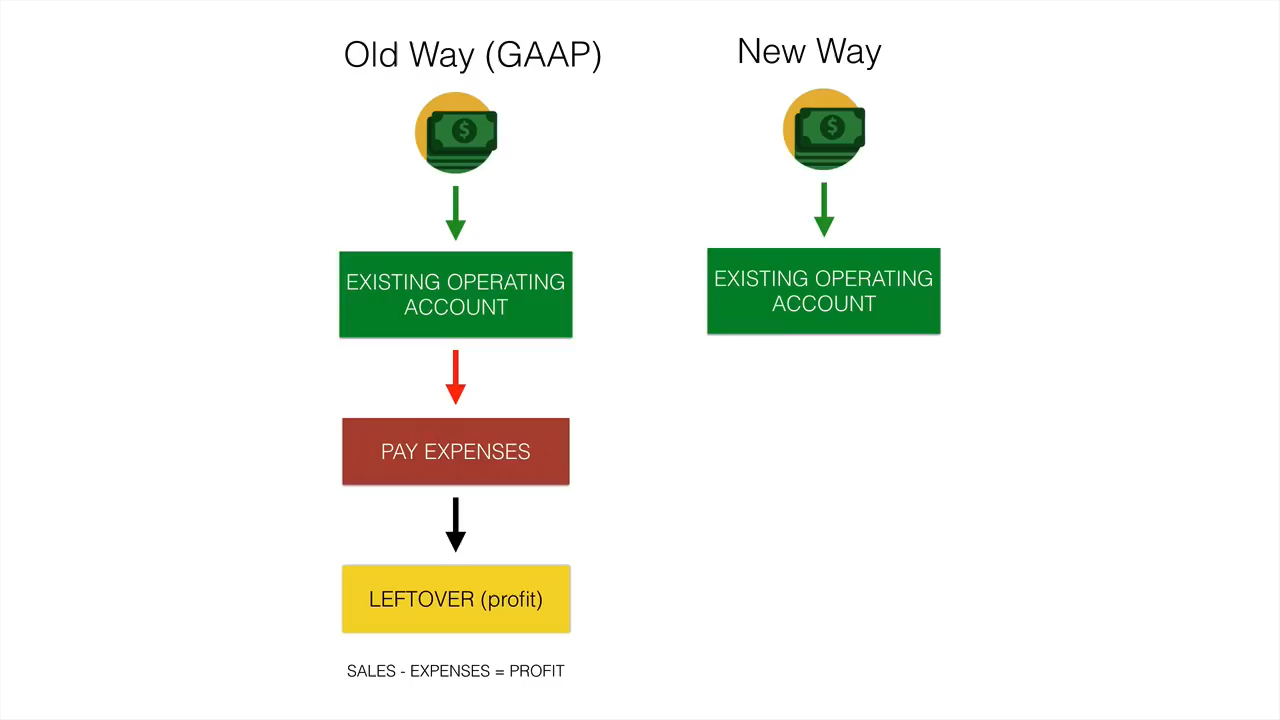 Old Way (GAAP)
$
EXISTING OPERATING
ACCOUNT
PAY EXPENSES
LEFTOVER (profit)
SALES - EXPENSES = PROFIT
New Way
$
EXISTING OPERATING
ACCOUNT